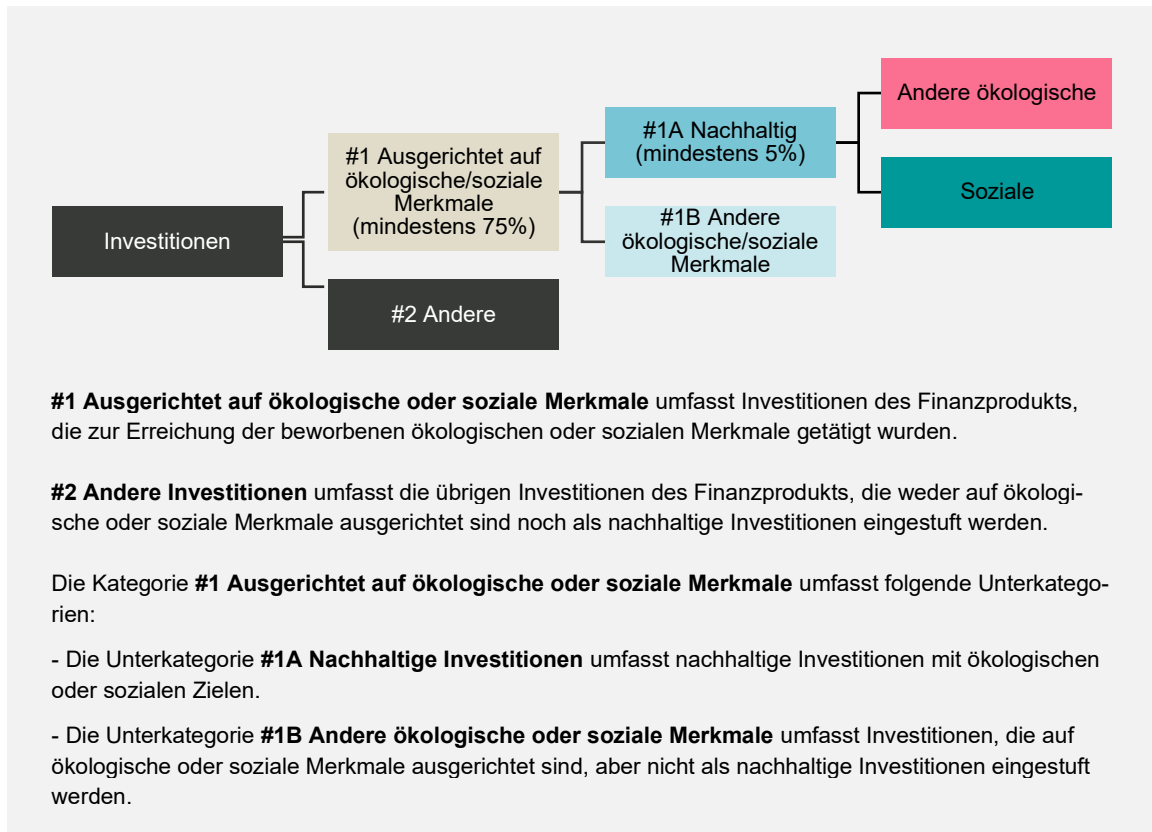 Andere ökologische
#1A Nachhaltig
(mindestens 5%)
#1 Ausgerichtet auf
ökologische/soziale
Merkmale
(mindestens 75%)
Soziale
#1B Andere
ökologische/soziale
Merkmale
Investitionen
#2 Andere
#1 Ausgerichtet auf ökologische oder soziale Merkmale umfasst Investitionen des Finanzprodukts,
die zur Erreichung der beworbenen ökologischen oder sozialen Merkmale getätigt wurden.
#2 Andere Investitionen umfasst die übrigen Investitionen des Finanzprodukts, die weder auf ökologi-
sche oder soziale Merkmale ausgerichtet sind noch als nachhaltige Investitionen eingestuft werden.
Die Kategorie #1 Ausgerichtet auf ökologische oder soziale Merkmale umfasst folgende Unterkatego-
rien:
- Die Unterkategorie #1A Nachhaltige Investitionen umfasst nachhaltige Investitionen mit ökologischen
oder sozialen Zielen.
- Die Unterkategorie #1B Andere ökologische oder soziale Merkmale umfasst Investitionen, die auf
ökologische oder soziale Merkmale ausgerichtet sind, aber nicht als nachhaltige Investitionen eingestuft
werden.